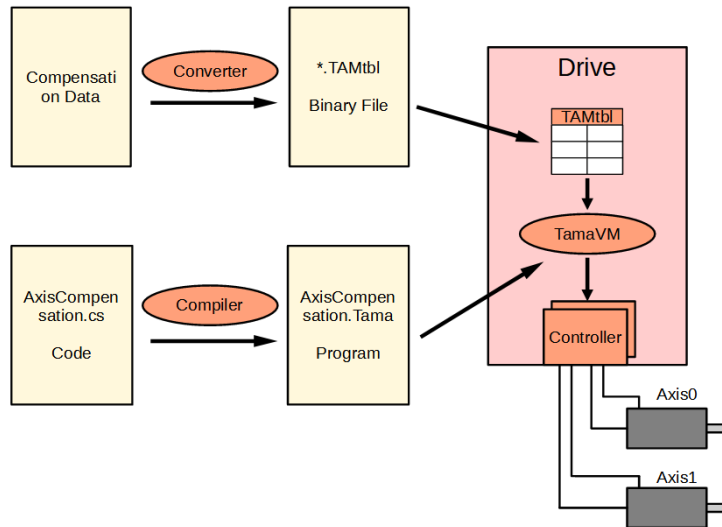 Compensati
on Data
Converter
*.TAMtbl
Binary File
Drive
TAMtbl
TamaVM
AxisCompen
sation.cs
Code
Compiler
AxisCompen
sation.Tama
Program
Controller
Axis0
Axis1